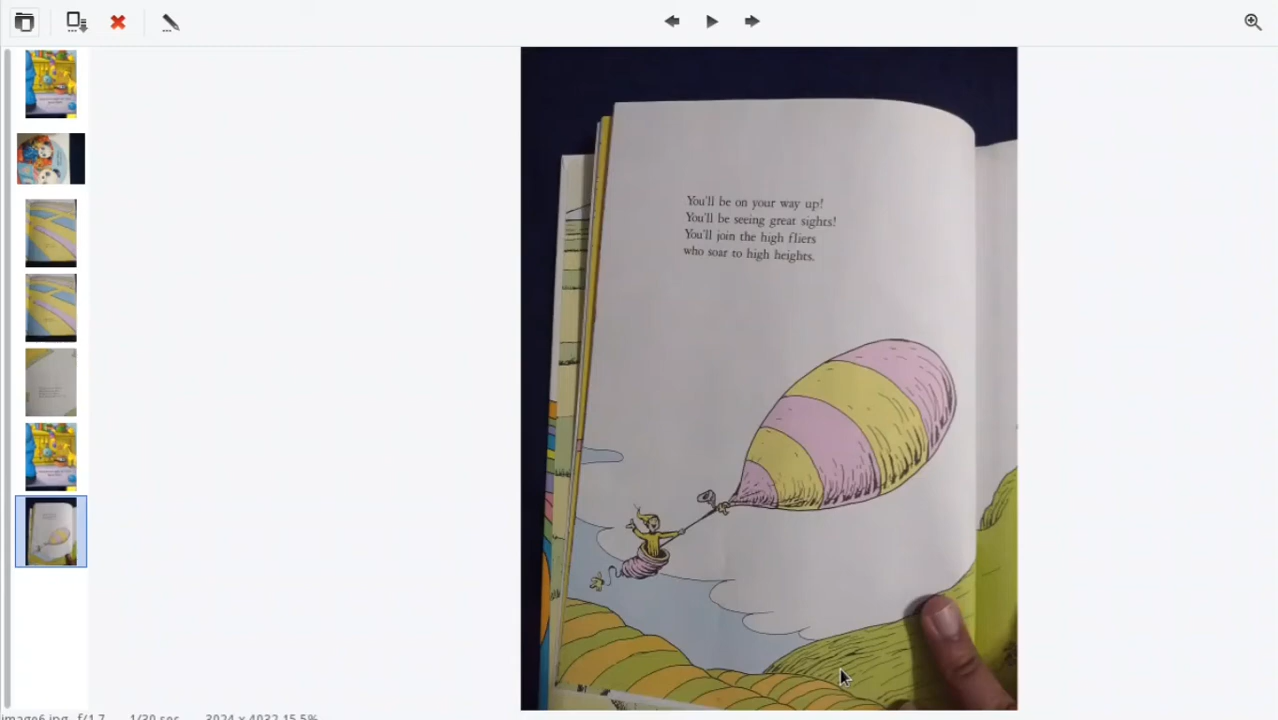 You'll be on your way up!
You'll be seeing great sights!
You'll join the high fliers
who soar to high heights.